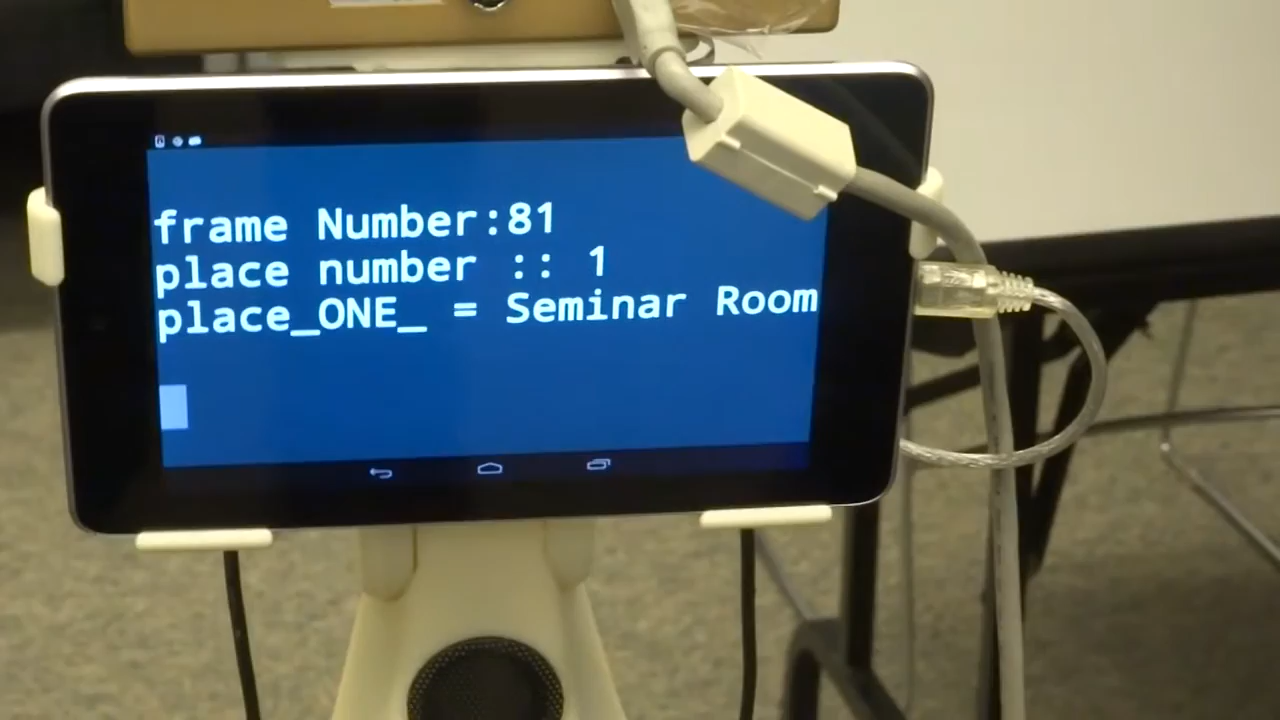 frame Number:81
place number :: 1
place_ONE_ = Seminar Room